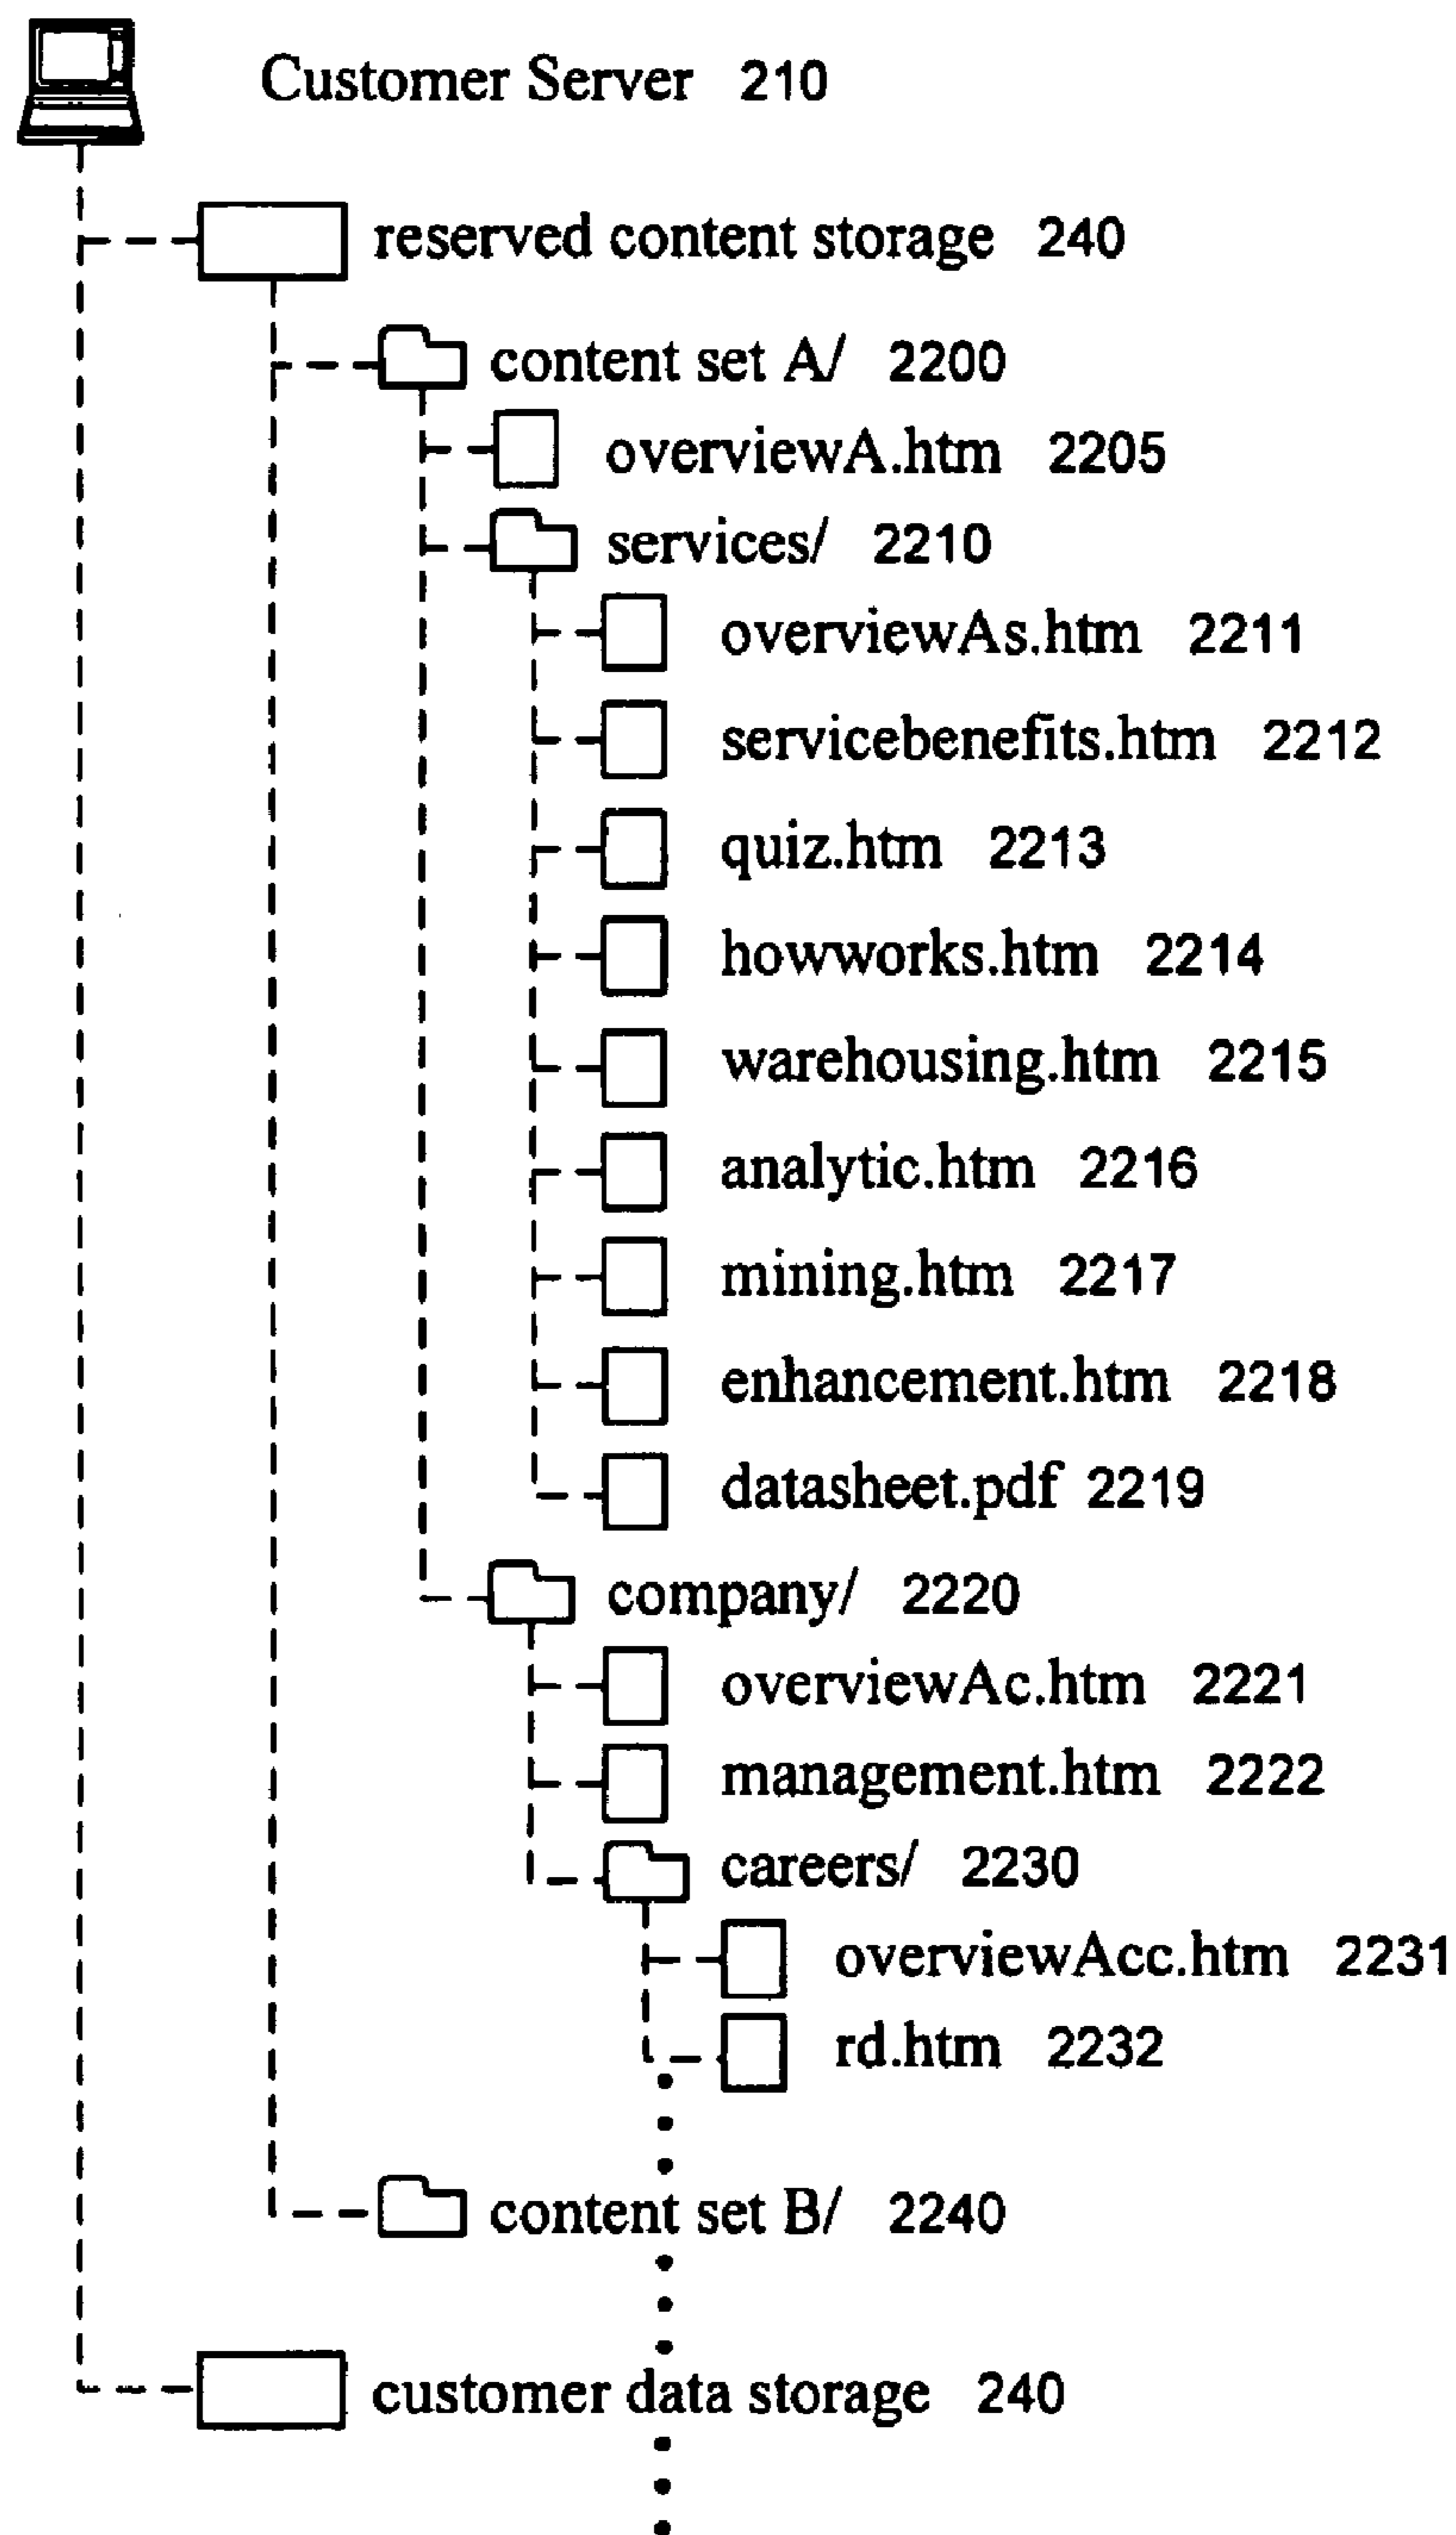 Customer Server 210
reserved content storage 240
content set A/ 2200
overviewA.htm 2205
services/ 2210
overviewAs.htm 2211
servicebenefits.htm 2212
quiz.htm 2213
howworks.htm 2214
warehousing.htm 2215
analytic.htm 2216
mining.htm 2217
enhancement.htm 2218
datasheet.pdf 2219
company/ 2220
overviewAc.htm 2221
management.htm 2222
careers/ 2230
overviewAcc.htm 2231
rd.htm 2232
content set B/ 2240
customer data storage 240